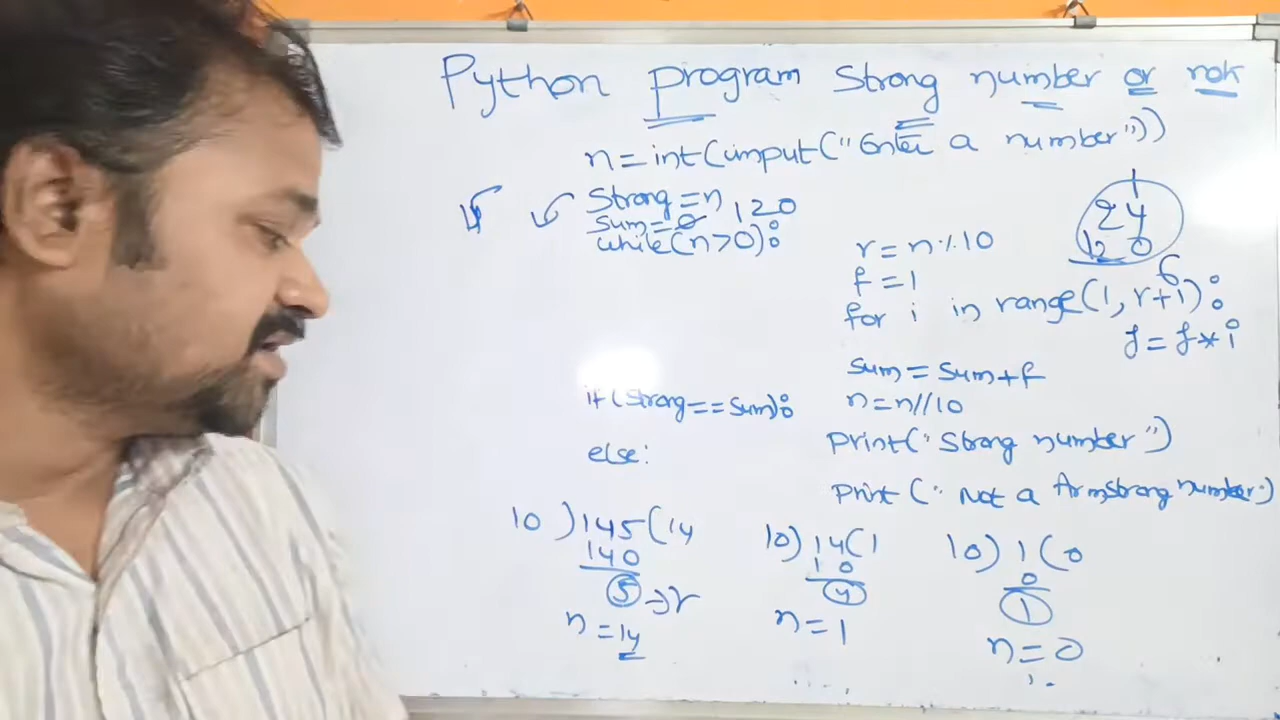 Python program Strong number or not
n=int(input("Enter a number"))
Strong=n
sum=0 120
while(n>0):
r=n%10
f=1
for i in range(1,r+1):
f=f*i
sum=sum+f
n=n//10
if(strong==sum):
print("Strong number")
else:
print("Not a Armstrong number")
1
24
120
6
10)145(14
140
5→r
n=14
10)14(1
10
4
n=1
10)1(0
0
1
n=0